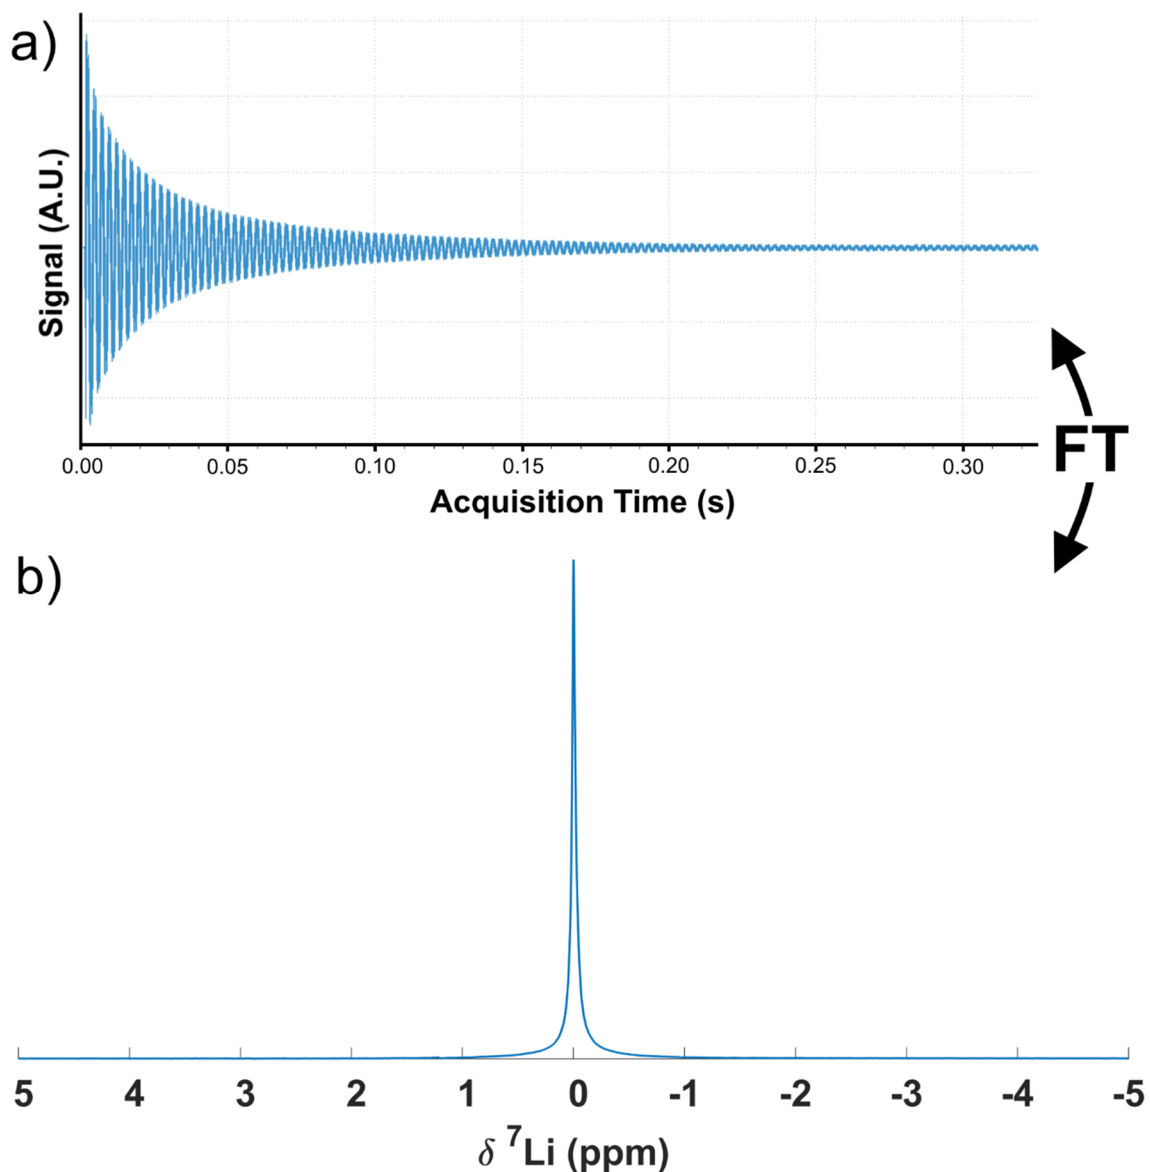 a)
Signal (A.U.)
0.00 0.05 0.10 0.15 0.20 0.25 0.30
Acquisition Time (s)
FT
b)
5 4 3 2 1 0 -1 -2 -3 -4 -5
δ ⁷Li (ppm)